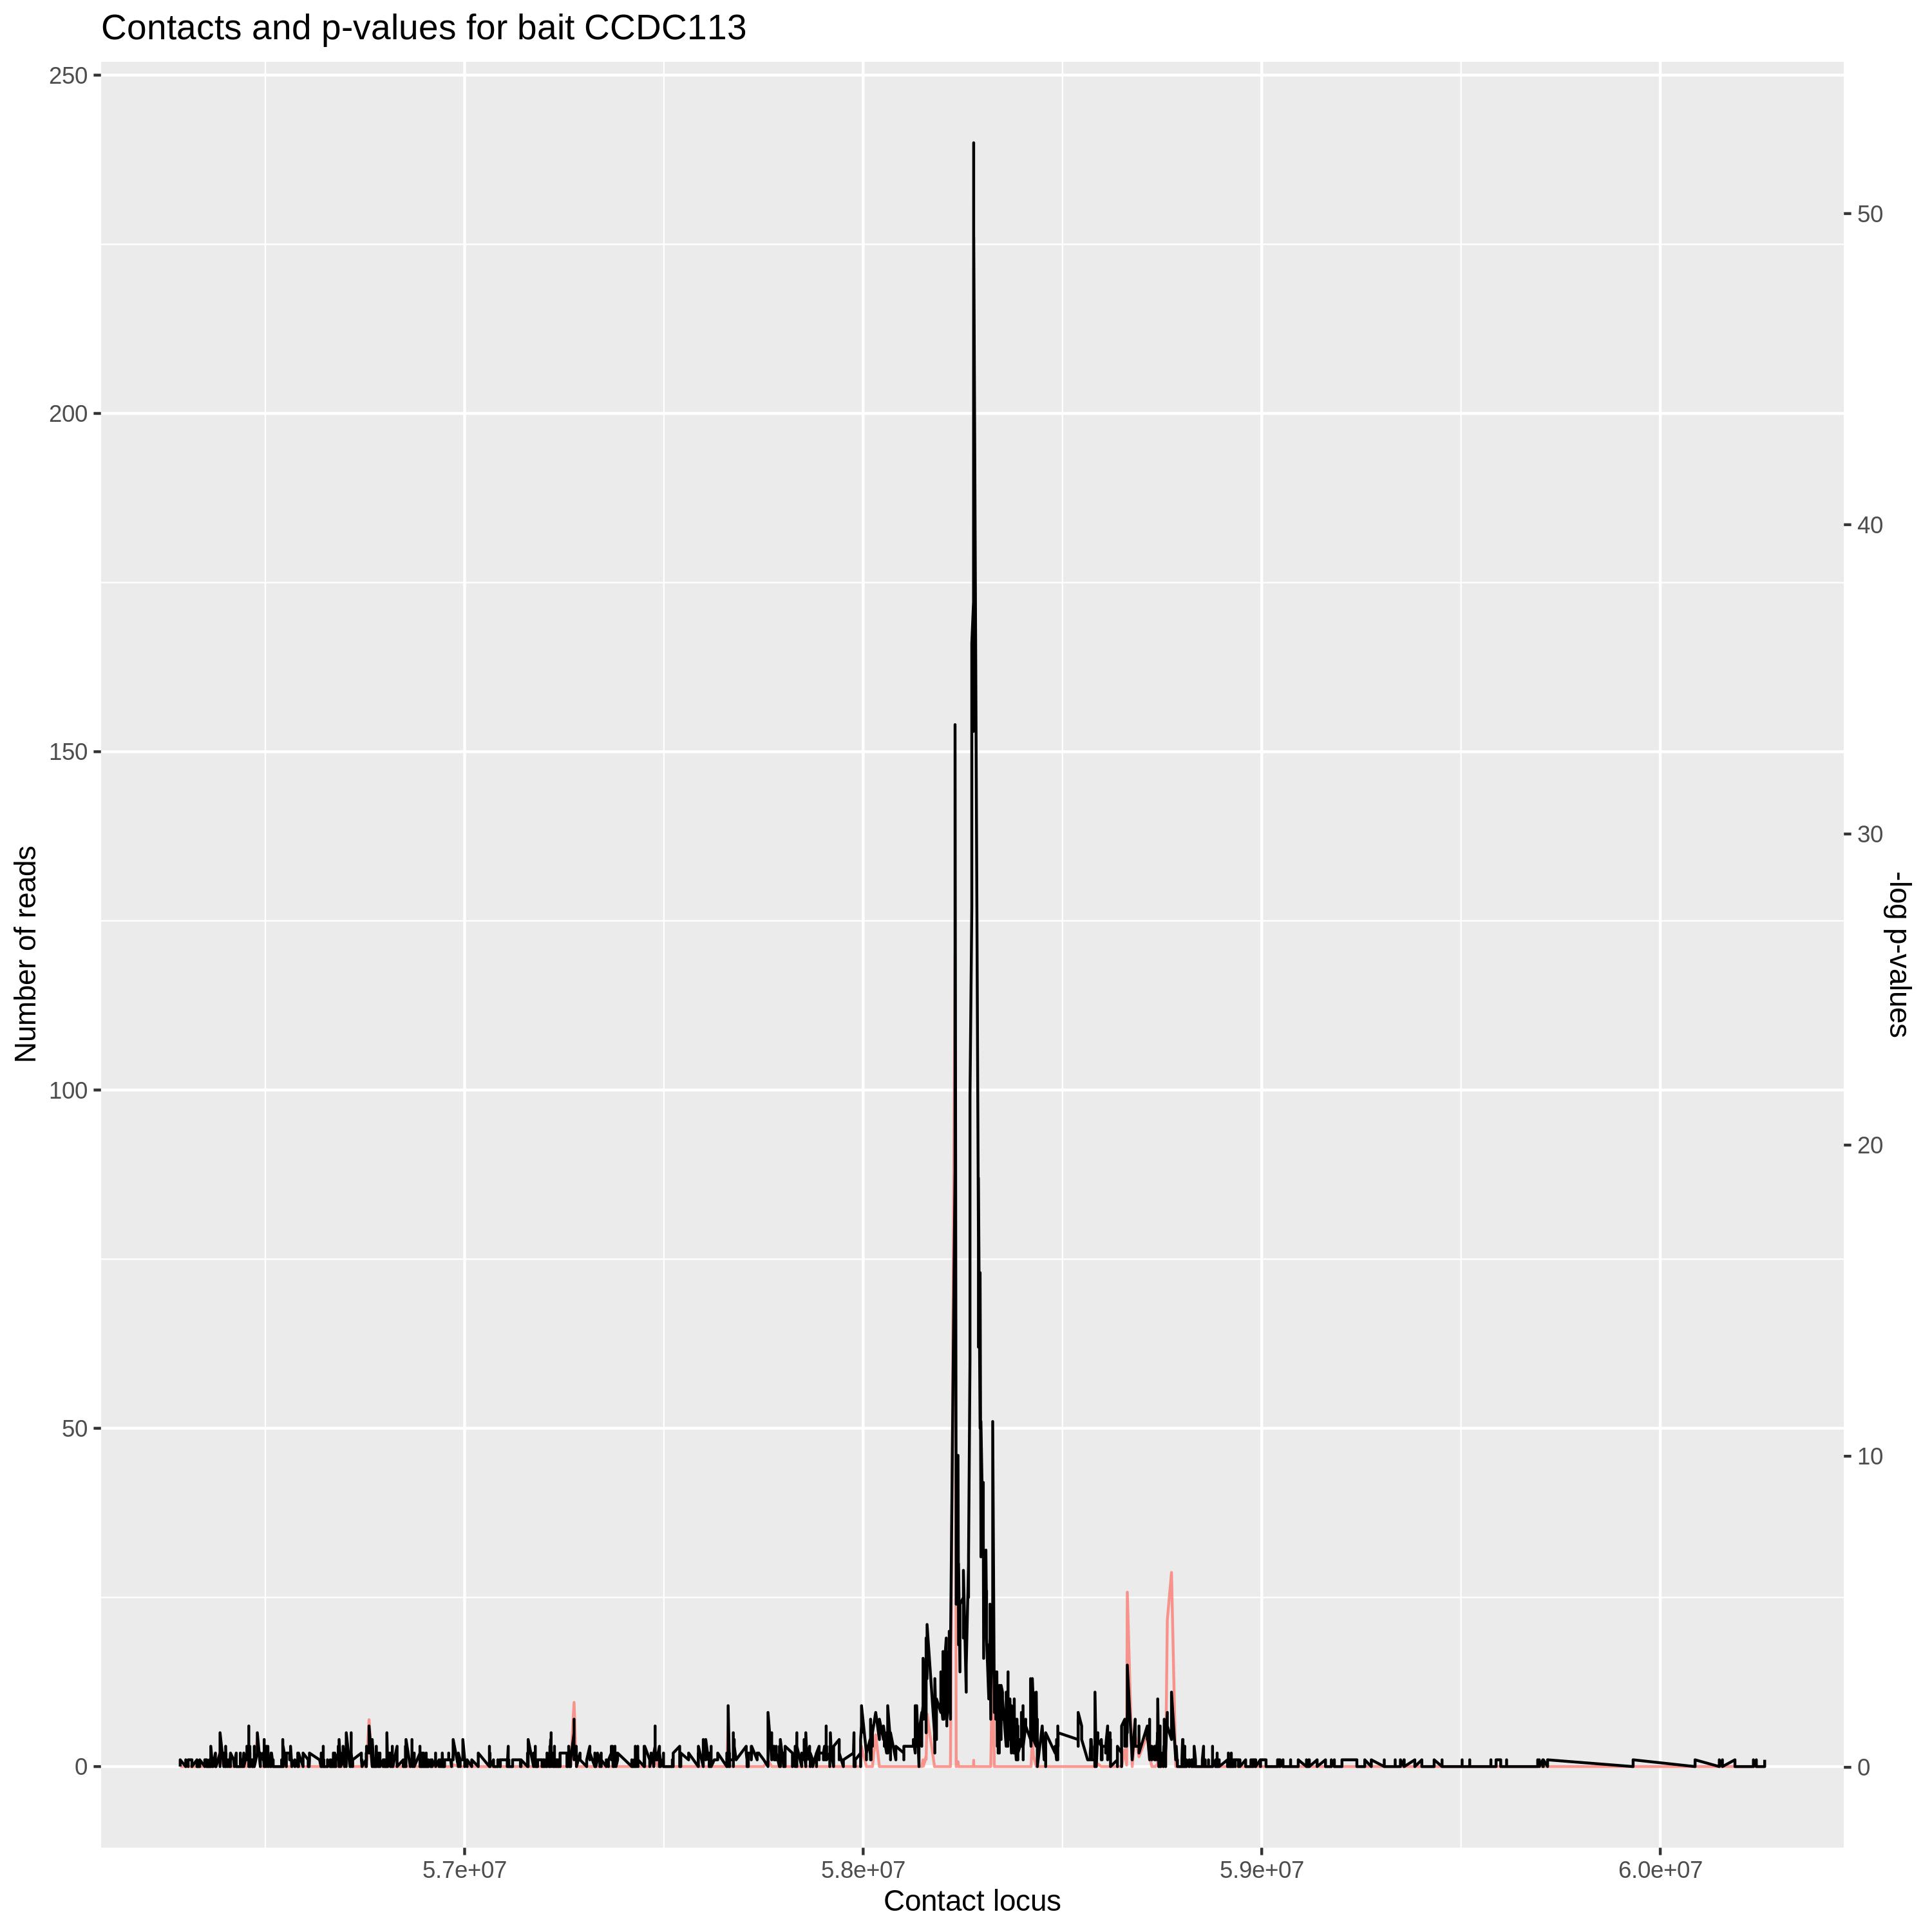 Contacts and p-values for bait CCDC113
250
200
150
100
50
0
Number of reads
50
40
30
20
10
0
-log p-values
5.7e+07
5.8e+07
5.9e+07
6.0e+07
Contact locus